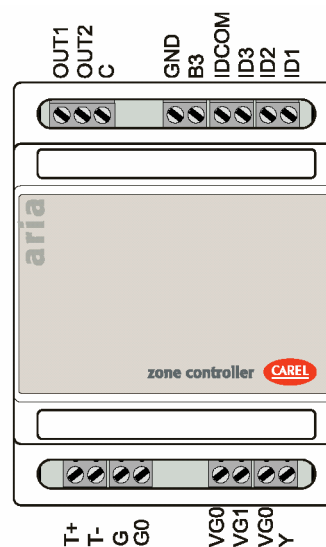 OUT1
OUT2
C
GND
B3
IDCOM
ID3
ID2
ID1
aria
zone controller CAREL
T+
T-
G
G0
VG0
VG1
VG0
Y